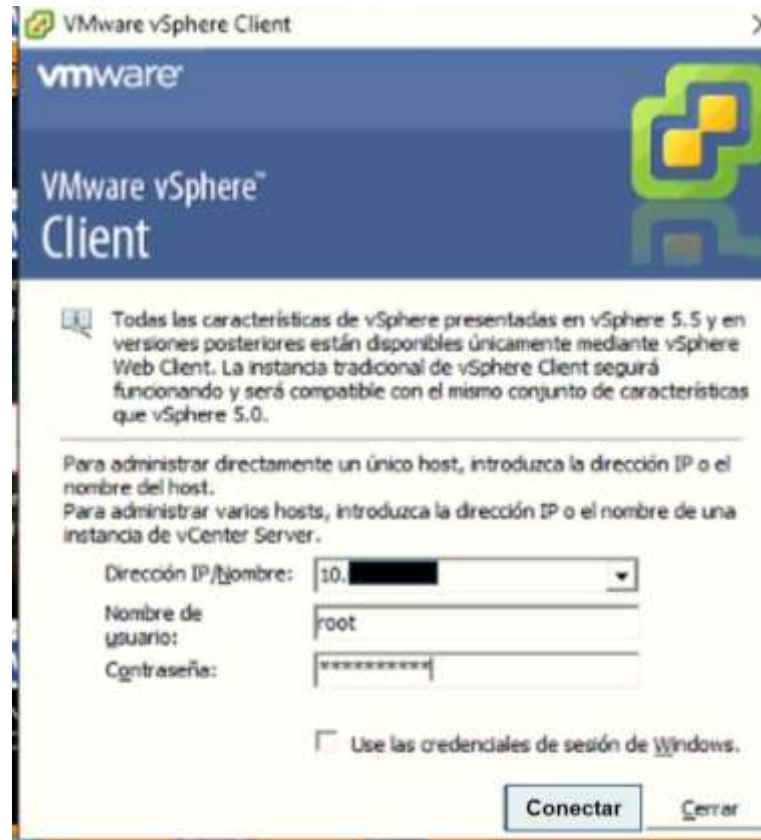 VMware vSphere Client
vmware
VMware vSphere™
Client
Todas las características de vSphere presentadas en vSphere 5.5 y en
versiones posteriores están disponibles únicamente mediante vSphere
Web Client. La instancia tradicional de vSphere Client seguirá
funcionando y será compatible con el mismo conjunto de características
que vSphere 5.0.
Para administrar directamente un único host, introduzca la dirección IP o el
nombre del host.
Para administrar varios hosts, introduzca la dirección IP o el nombre de una
instancia de vCenter Server.
Dirección IP/Nombre: 10.
Nombre de
usuario: root
Contraseña: **********
Use las credenciales de sesión de Windows.
Conectar Cerrar